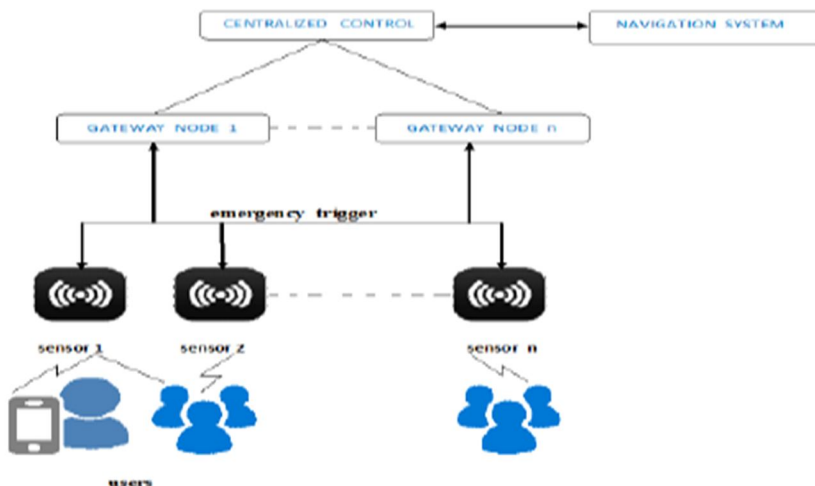 CENTRALIZED CONTROL
NAVIGATION SYSTEM
GATEWAY NODE 1
GATEWAY NODE n
emergency trigger
sensor 1
sensor 2
sensor n
users